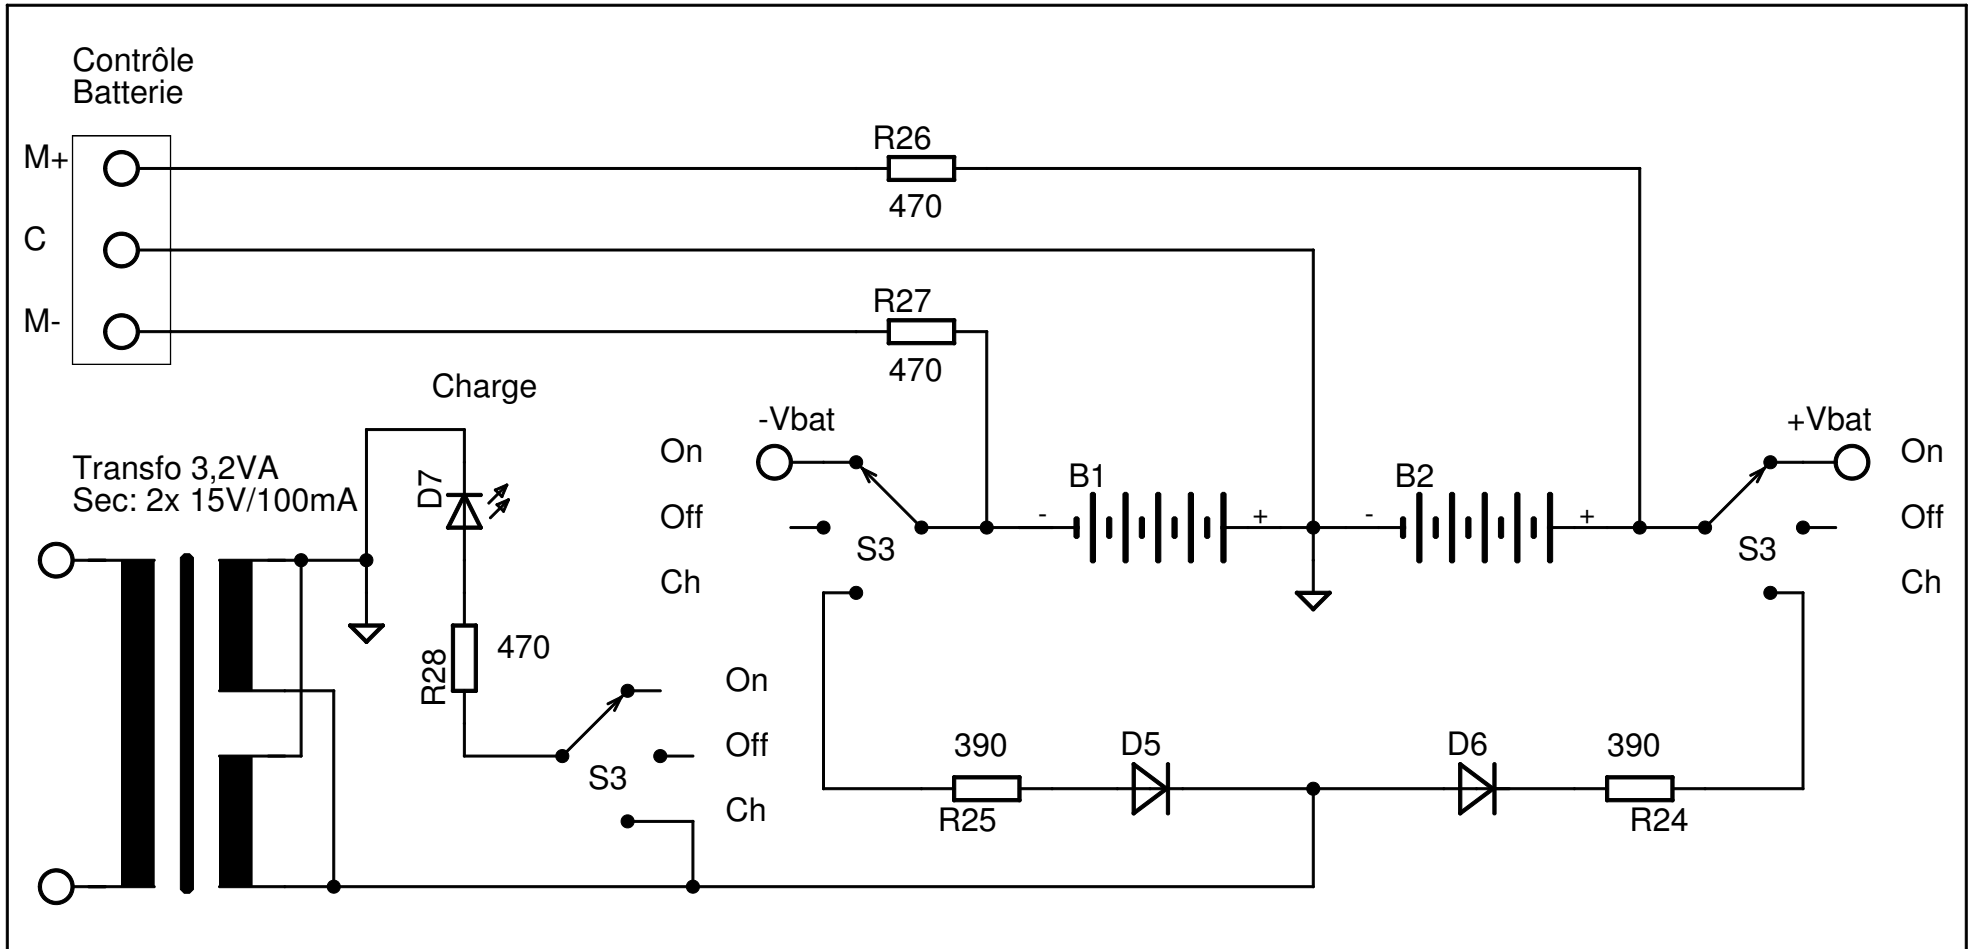 Contrôle
Batterie
M+
R26
470
C
M-
R27
470
Charge
-Vbat
+Vbat
On
On
Transfo 3,2VA
Sec: 2x 15V/100mA
D7
B1
B2
-
+
-
+
Off
Off
S3
S3
Ch
Ch
R28
470
On
Off
S3
Ch
390
D5
D6
390
R25
R24